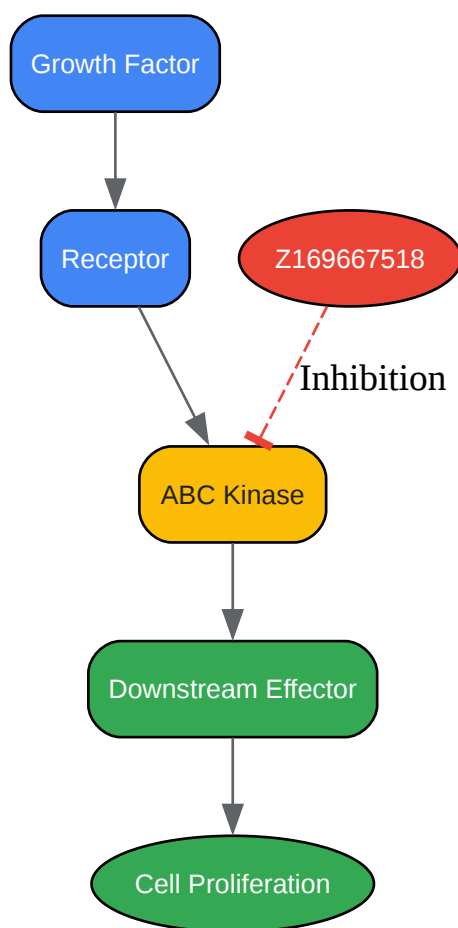 Growth Factor
Receptor
Z169667518
Inhibition
ABC Kinase
Downstream Effector
Cell Proliferation